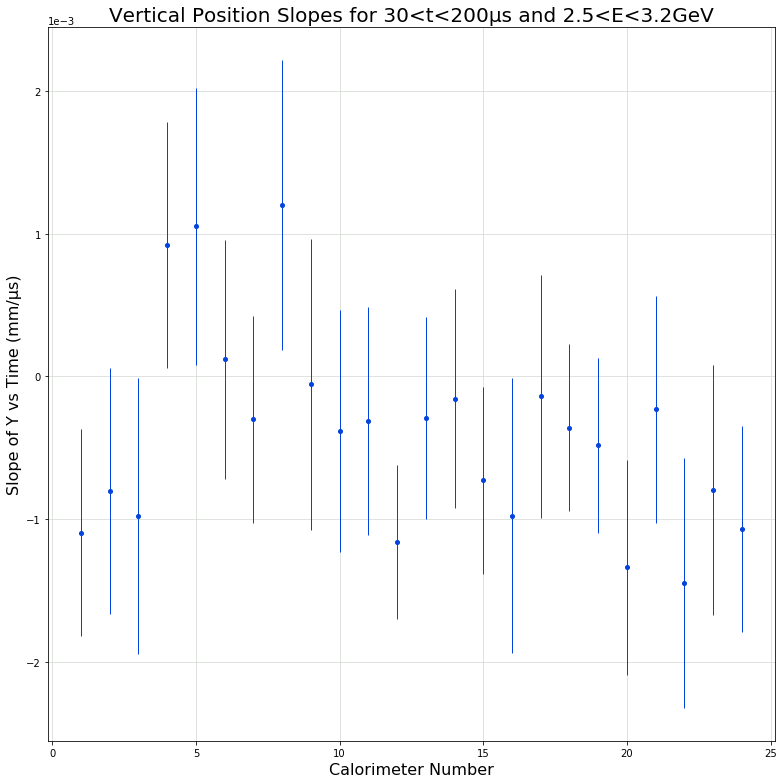 Vertical Position Slopes for 30<t<200μs and 2.5<E<3.2GeV
1e−3
2
1
0
−1
−2
Slope of Y vs Time (mm/μs)
0 5 10 15 20 25
Calorimeter Number